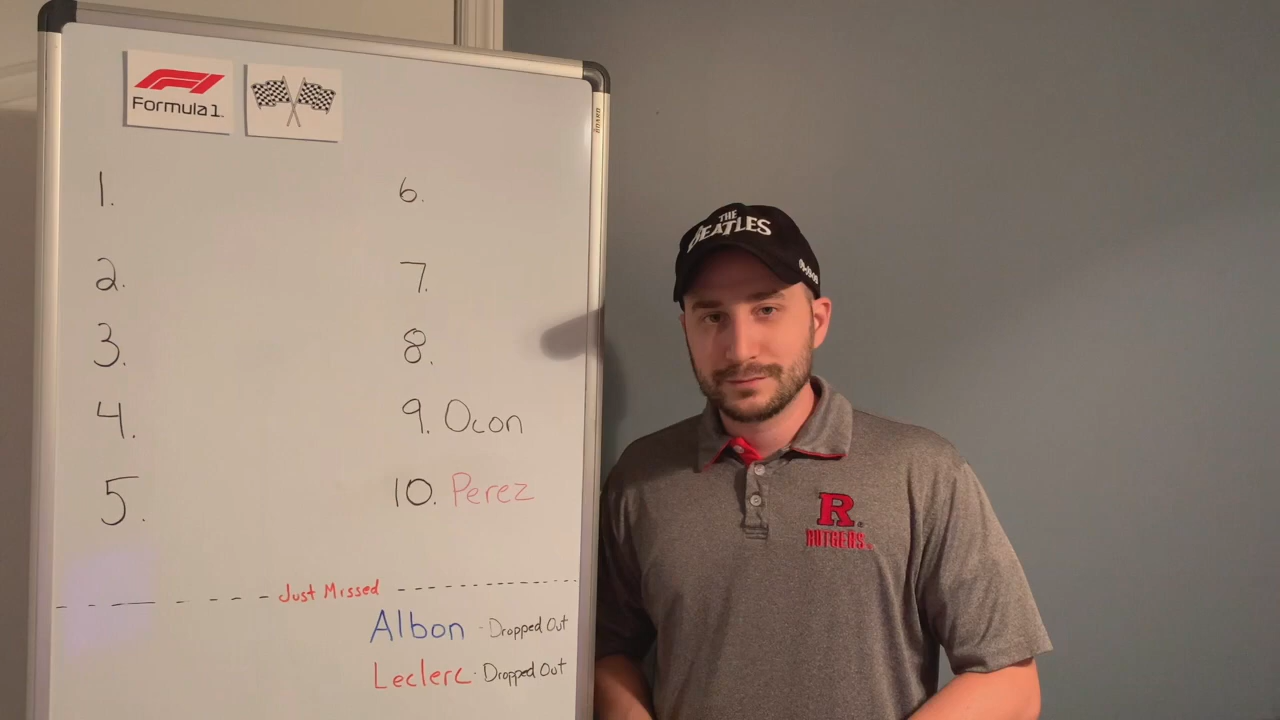 Formula 1
1.
2.
3.
4.
5.
6.
7.
8.
9. Ocon
10. Perez
Just Missed
Albon - Dropped Out
Leclerc - Dropped Out
BOARD
THE
BEATLES
R
RUTGERS